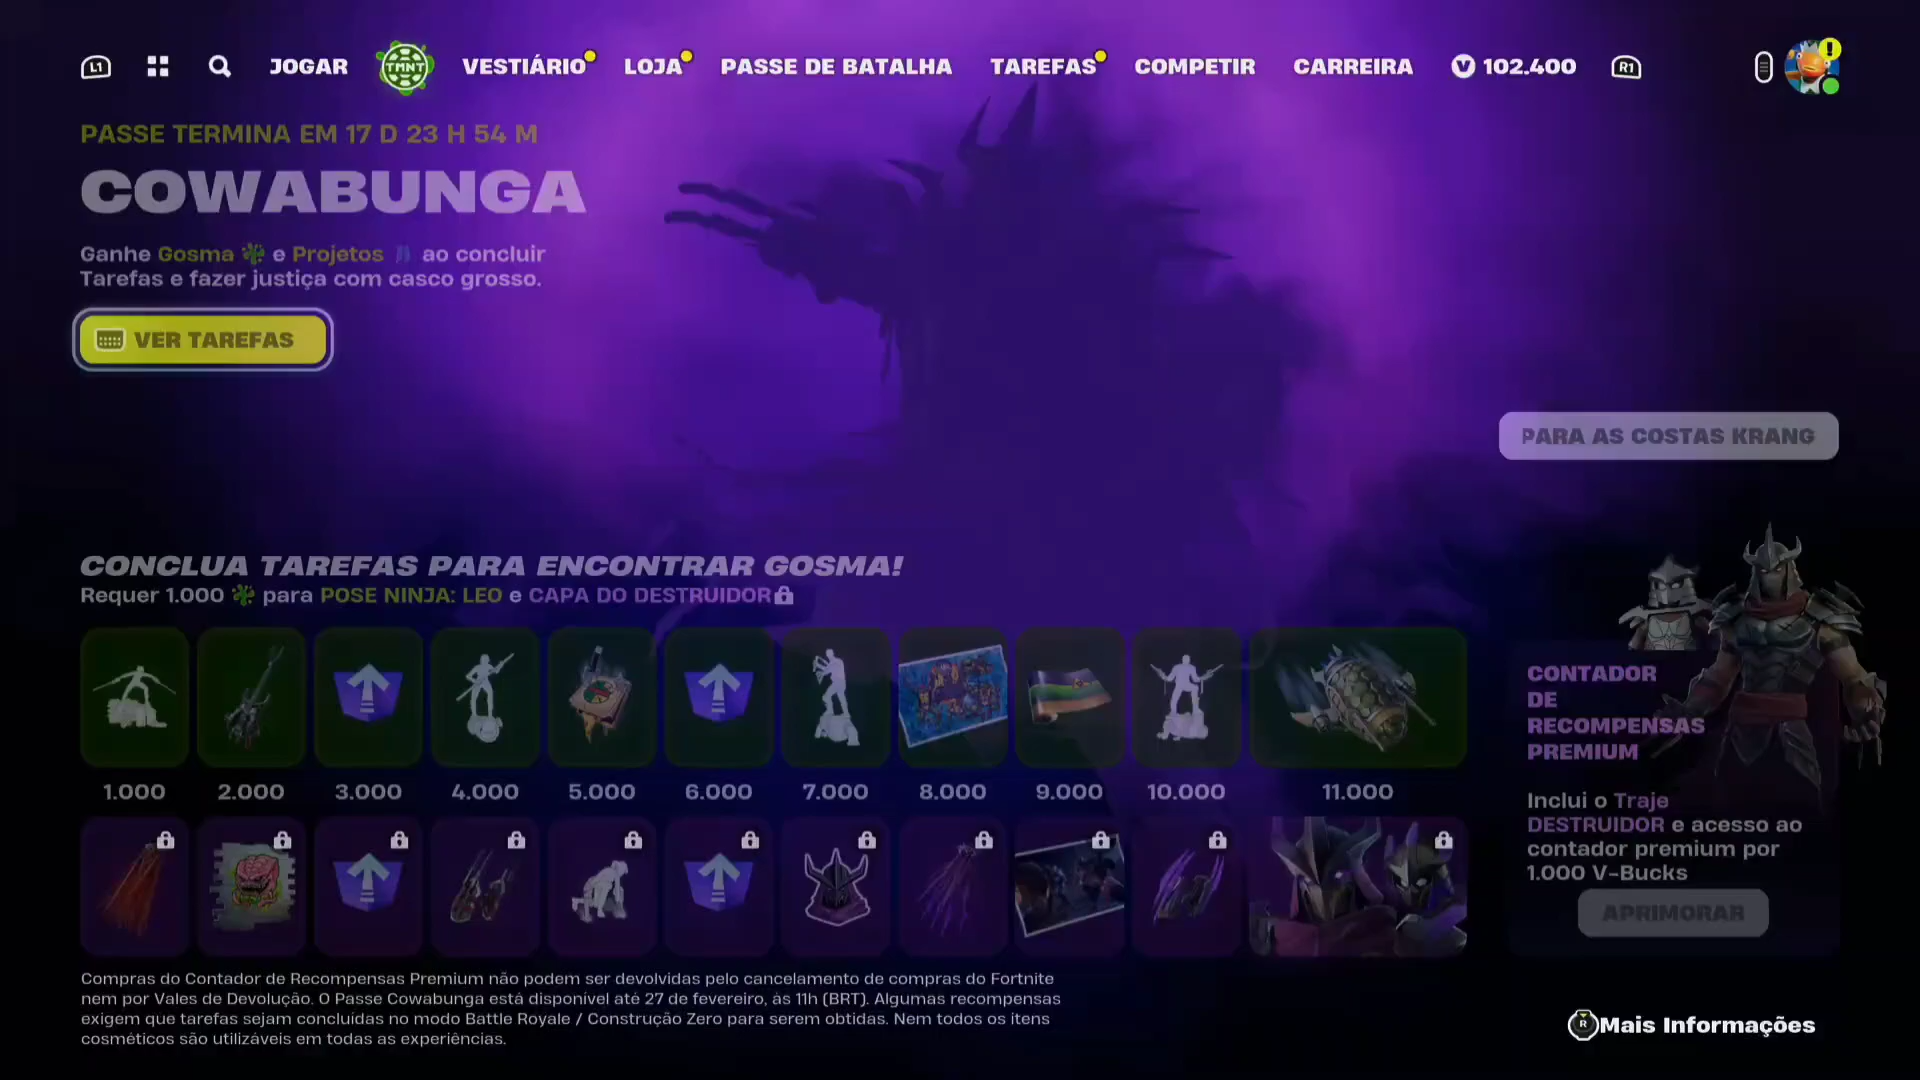 L1
JOGAR
TMNT
VESTIÁRIO
LOJA
PASSE DE BATALHA
TAREFAS
COMPETIR
CARREIRA
V 102.400
R1
!
PASSE TERMINA EM 17 D 23 H 54 M
COWABUNGA
Ganhe Gosma e Projetos ao concluir
Tarefas e fazer justiça com casco grosso.
VER TAREFAS
PARA AS COSTAS KRANG
CONCLUA TAREFAS PARA ENCONTRAR GOSMA!
Requer 1.000 para POSE NINJA: LEO e CAPA DO DESTRUIDOR
1.000
2.000
3.000
4.000
5.000
6.000
7.000
8.000
9.000
10.000
11.000
CONTADOR
DE
RECOMPENSAS
PREMIUM
Inclui o Traje
DESTRUIDOR e acesso ao
contador premium por
1.000 V-Bucks
APRIMORAR
Compras do Contador de Recompensas Premium não podem ser devolvidas pelo cancelamento de compras do Fortnite
nem por Vales de Devolução. O Passe Cowabunga está disponível até 27 de fevereiro, às 11h (BRT). Algumas recompensas
exigem que tarefas sejam concluídas no modo Battle Royale / Construção Zero para serem obtidas. Nem todos os itens
cosméticos são utilizáveis em todas as experiências.
R Mais Informações